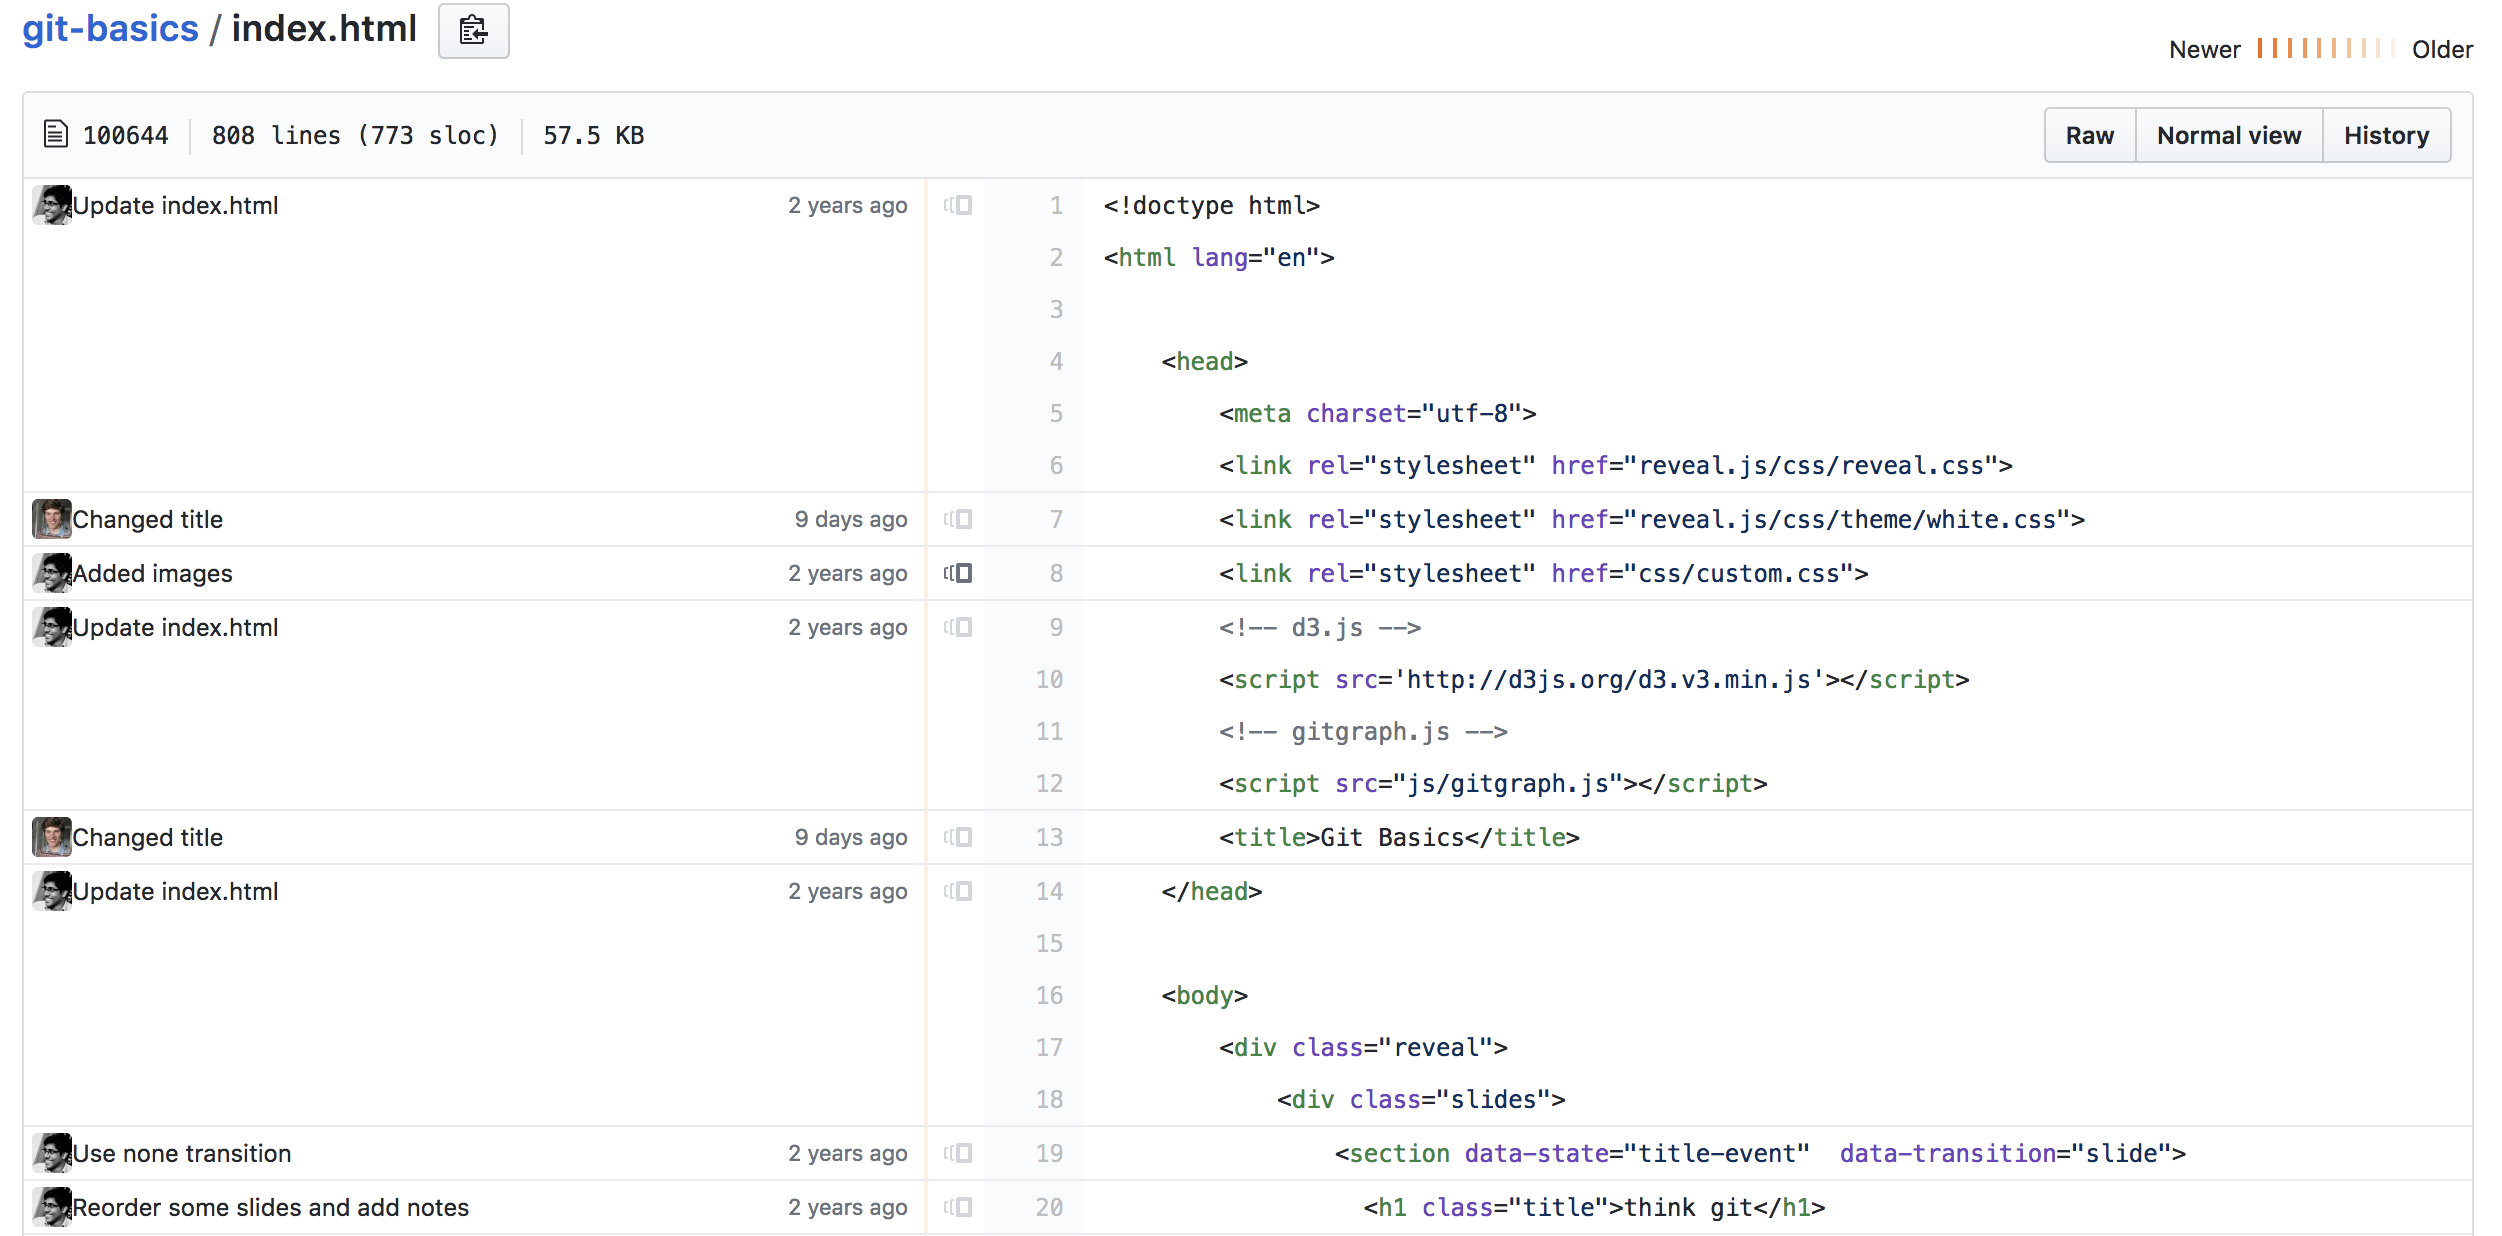 git-basics / index.html
Newer Older
100644 808 lines (773 sloc) 57.5 KB Raw Normal view History
Update index.html 2 years ago 1 <!doctype html>
2 <html lang="en">
3
4 <head>
5 <meta charset="utf-8">
6 <link rel="stylesheet" href="reveal.js/css/reveal.css">
Changed title 9 days ago 7 <link rel="stylesheet" href="reveal.js/css/theme/white.css">
Added images 2 years ago 8 <link rel="stylesheet" href="css/custom.css">
Update index.html 2 years ago 9 <!-- d3.js -->
10 <script src='http://d3js.org/d3.v3.min.js'></script>
11 <!-- gitgraph.js -->
12 <script src="js/gitgraph.js"></script>
Changed title 9 days ago 13 <title>Git Basics</title>
Update index.html 2 years ago 14 </head>
15
16 <body>
17 <div class="reveal">
18 <div class="slides">
Use none transition 2 years ago 19 <section data-state="title-event"  data-transition="slide">
Reorder some slides and add notes 2 years ago 20 <h1 class="title">think git</h1>